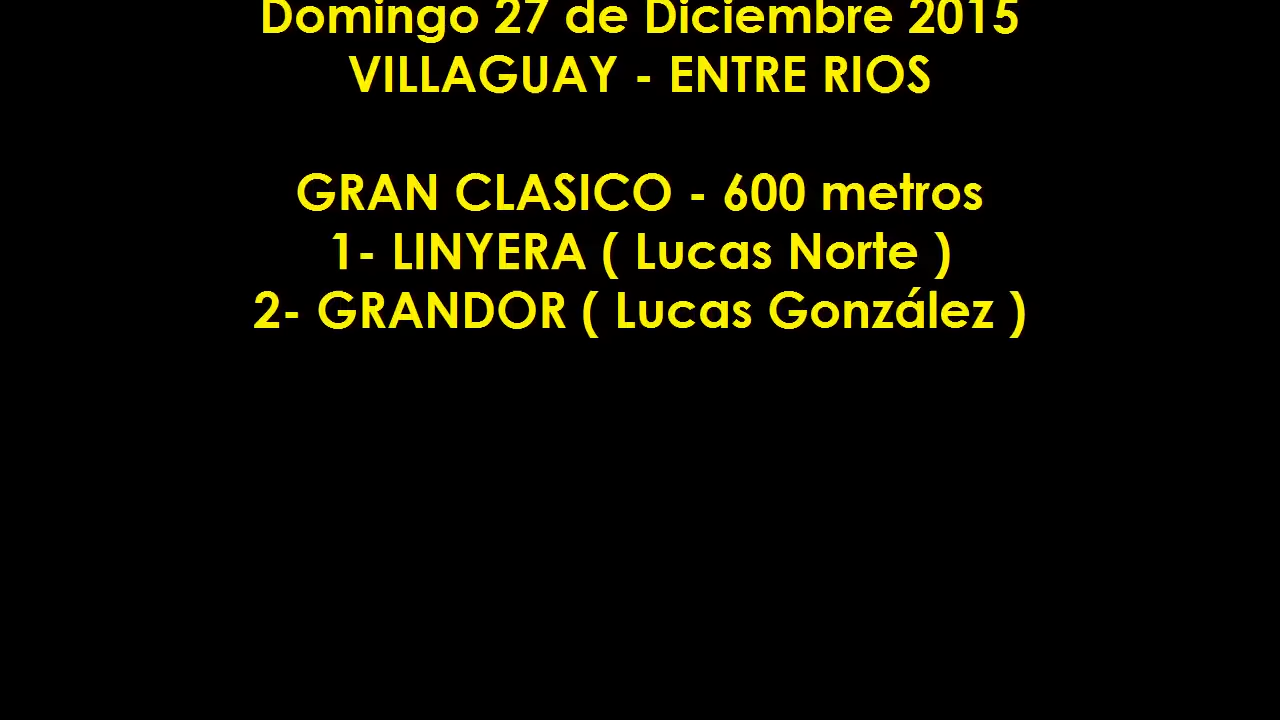 Domingo 27 de Diciembre 2015
VILLAGUAY - ENTRE RIOS
GRAN CLASICO - 600 metros
1- LINYERA ( Lucas Norte )
2- GRANDOR ( Lucas González )